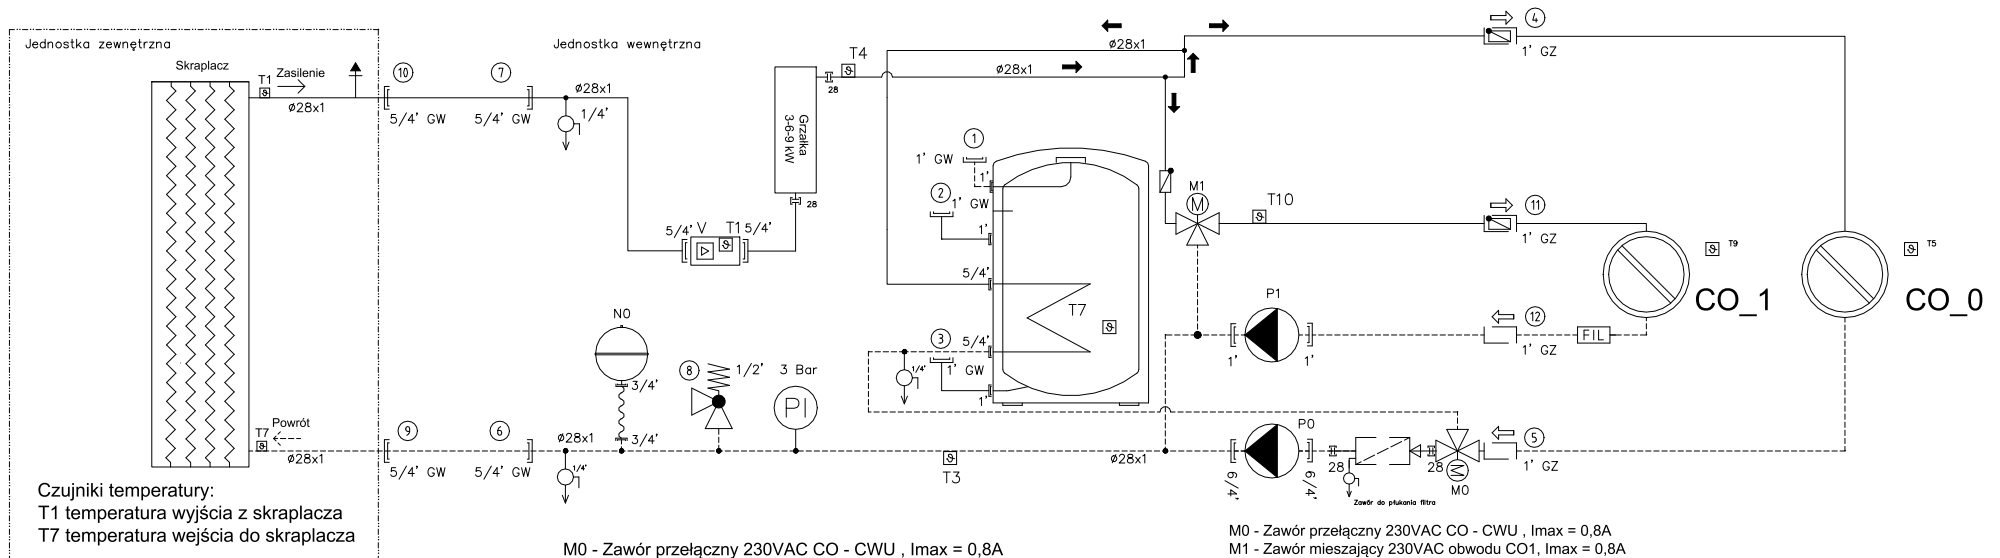 Jednostka zewnętrzna
Jednostka wewnętrzna
Skraplacz
T1
Zasilenie
ø28x1
10
7
5/4' GW
5/4' GW
ø28x1
1/4'
Grzałka
3-6-9 kW
28
28
T4
ø28x1
ø28x1
4
1' GZ
5/4'
V
T1
5/4'
1
1' GW
1'
2
1' GW
1'
5/4'
T7
3
5/4'
1' GW
1'
1/4'
M1
M
T10
11
1' GZ
T9
CO_1
T5
CO_0
P1
1'
1'
12
1' GZ
FIL
N0
3/4'
3/4'
8
1/2'
3 Bar
PI
T7
Powrót
ø28x1
9
6
5/4' GW
5/4' GW
ø28x1
1/4'
T3
ø28x1
P0
6/4'
6/4'
28
28
M
M0
5
1' GZ
Zawór do płukania filtra
Czujniki temperatury:
T1 temperatura wyjścia z skraplacza
T7 temperatura wejścia do skraplacza
M0 - Zawór przełączny 230VAC CO - CWU , Imax = 0,8A
M0 - Zawór przełączny 230VAC CO - CWU , Imax = 0,8A
M1 - Zawór mieszający 230VAC obwodu CO1, Imax = 0,8A